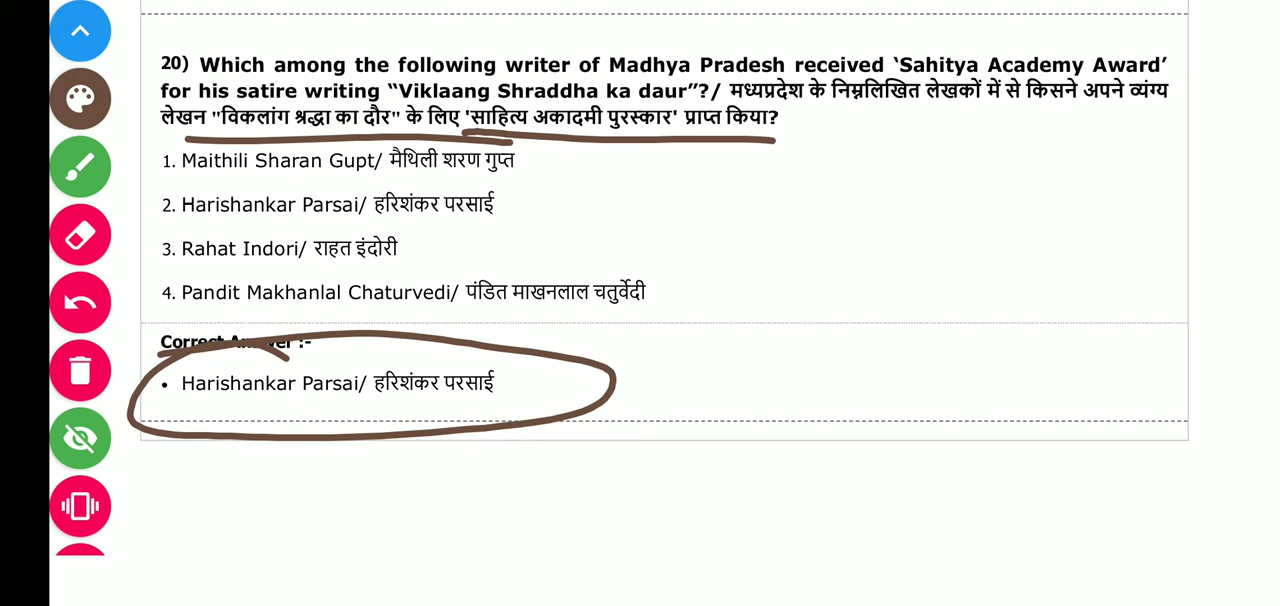 20) Which among the following writer of Madhya Pradesh received ‘Sahitya Academy Award’
for his satire writing “Viklaang Shraddha ka daur”?/ मध्यप्रदेश के निम्नलिखित लेखकों में से किसने अपने व्यंग्य
लेखन "विकलांग श्रद्धा का दौर" के लिए 'साहित्य अकादमी पुरस्कार' प्राप्त किया?
1. Maithili Sharan Gupt/ मैथिली शरण गुप्त
2. Harishankar Parsai/ हरिशंकर परसाई
3. Rahat Indori/ राहत इंदोरी
4. Pandit Makhanlal Chaturvedi/ पंडित माखनलाल चतुर्वेदी
Correct Answer :-
• Harishankar Parsai/ हरिशंकर परसाई